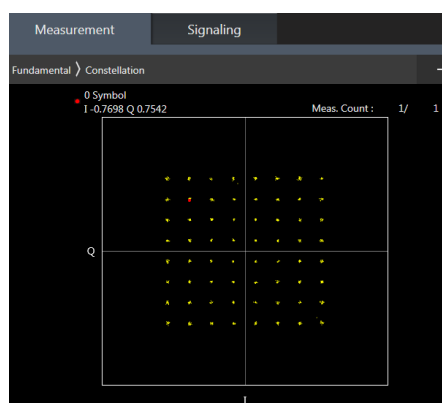 Measurement Signaling
Fundamental 〉 Constellation
0 Symbol
I -0.7698 Q 0.7542 Meas. Count : 1/ 1
Q
I